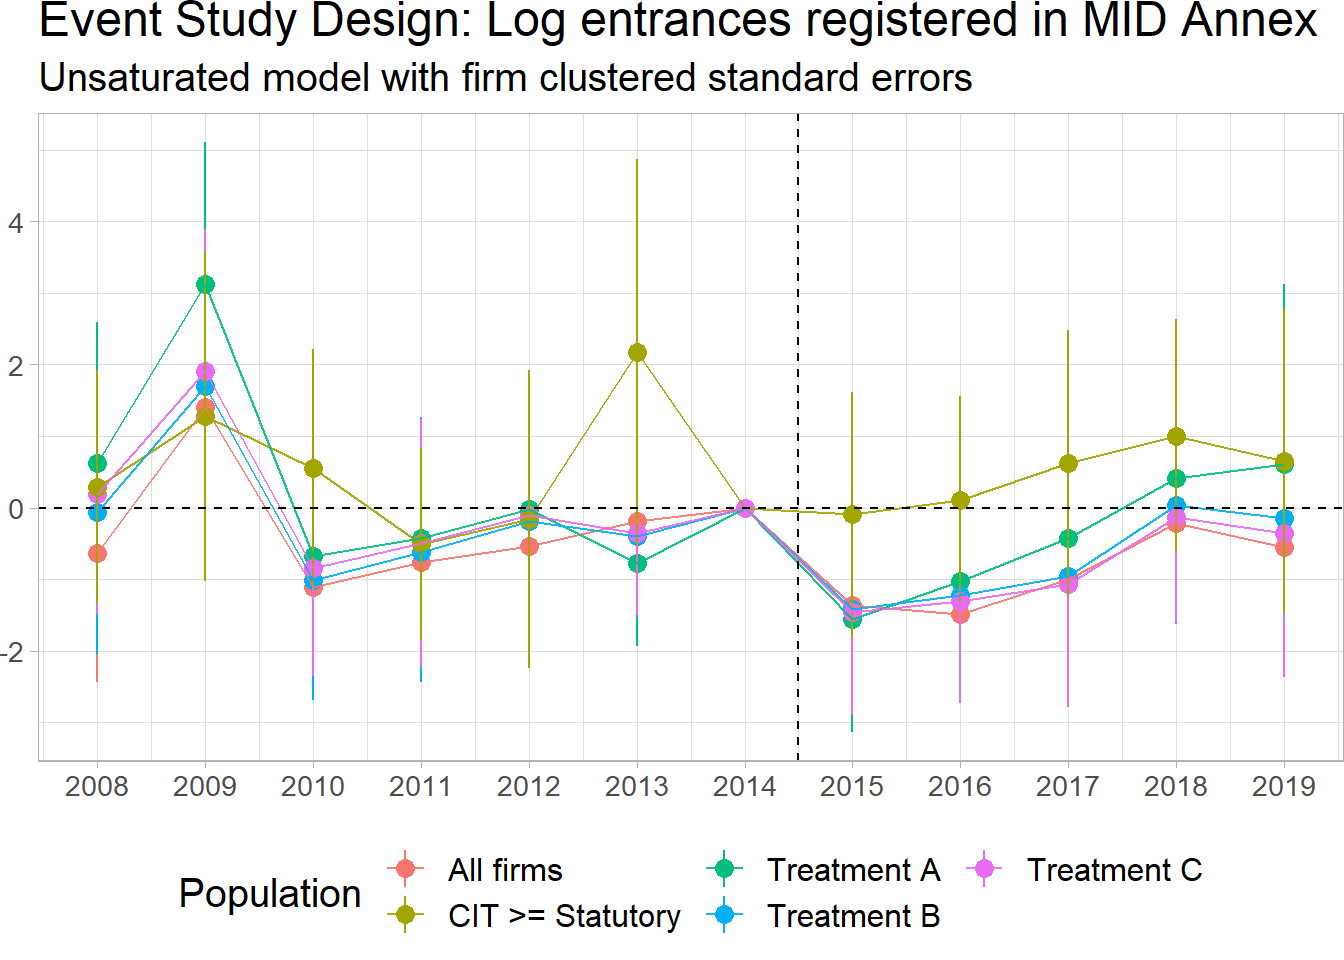 Event Study Design: Log entrances registered in MID Annex
Unsaturated model with firm clustered standard errors
4
2
0
-2
2008 2009 2010 2011 2012 2013 2014 2015 2016 2017 2018 2019
Population
All firms
CIT >= Statutory
Treatment A
Treatment B
Treatment C